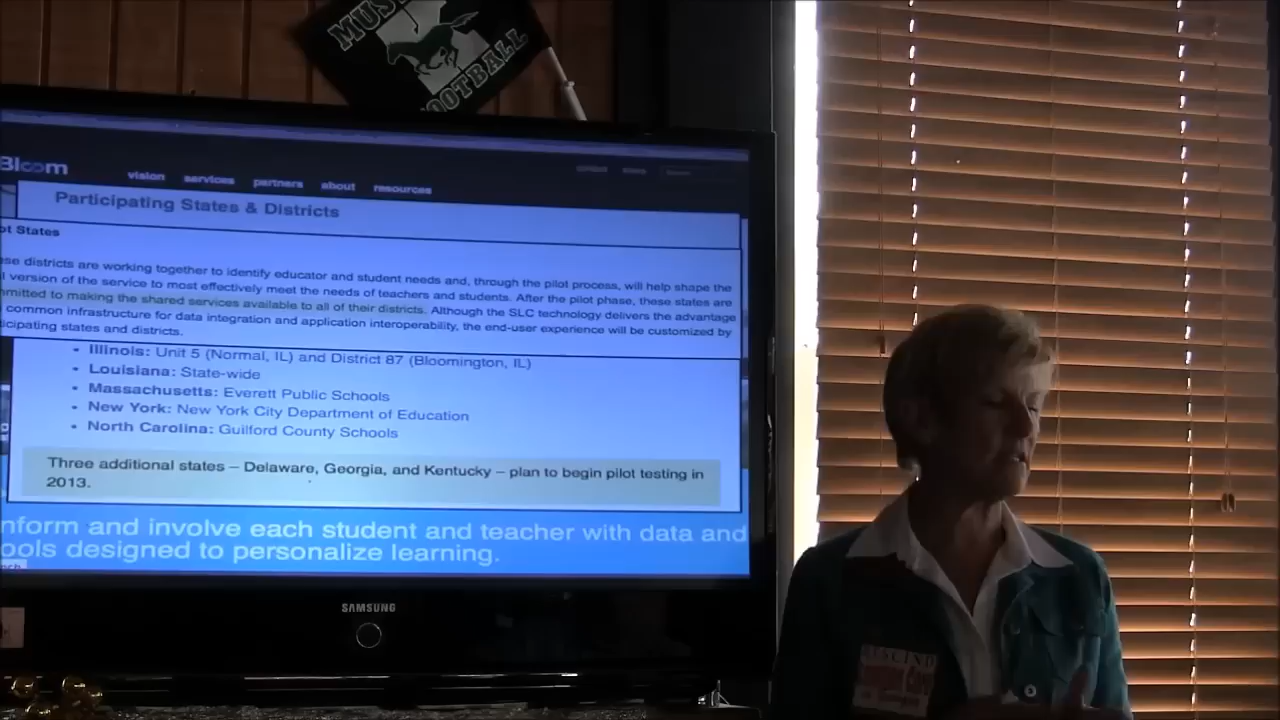 MUS
FOOTBALL
Bloom
vision services partners about resources
Participating States & Districts
ot States
se districts are working together to identify educator and student needs and, through the pilot process, will help shape the
l version of the service to most effectively meet the needs of teachers and students. After the pilot phase, these states are
mmitted to making the shared services available to all of their districts. Although the SLC technology delivers the advantage
common infrastructure for data integration and application interoperability, the end-user experience will be customized by
ticipating states and districts.
• Illinois: Unit 5 (Normal, IL) and District 87 (Bloomington, IL)
• Louisiana: State-wide
• Massachusetts: Everett Public Schools
• New York: New York City Department of Education
• North Carolina: Guilford County Schools
Three additional states – Delaware, Georgia, and Kentucky – plan to begin pilot testing in
2013.
nform and involve each student and teacher with data and
ools designed to personalize learning.
SAMSUNG